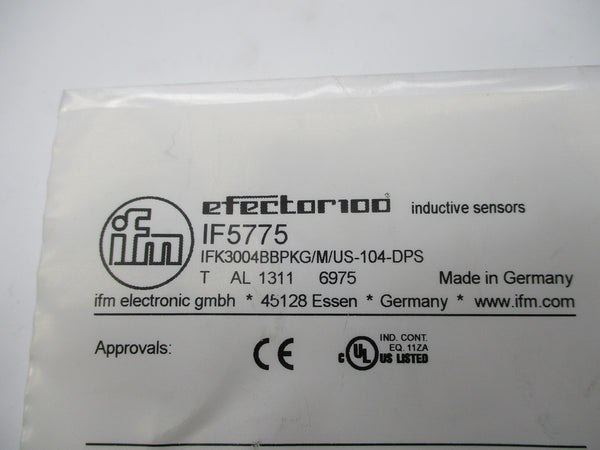 ifm
efector100® inductive sensors
IF5775
IFK3004BBPKG/M/US-104-DPS
T AL 1311 6975 Made in Germany
ifm electronic gmbh * 45128 Essen * Germany * www.ifm.com
Approvals:
CE
C UL US LISTED
IND. CONT.
EQ. 11ZA